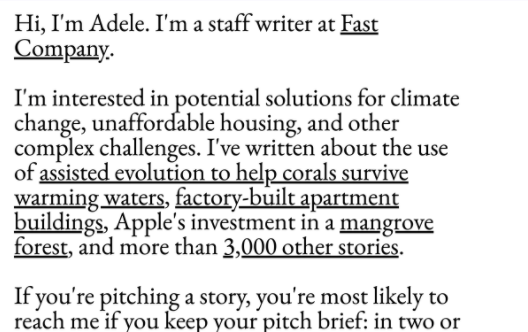 Hi, I'm Adele. I'm a staff writer at Fast
Company.
I'm interested in potential solutions for climate
change, unaffordable housing, and other
complex challenges. I've written about the use
of assisted evolution to help corals survive
warming waters, factory-built apartment
buildings, Apple's investment in a mangrove
forest, and more than 3,000 other stories.
If you're pitching a story, you're most likely to
reach me if you keep your pitch brief: in two or